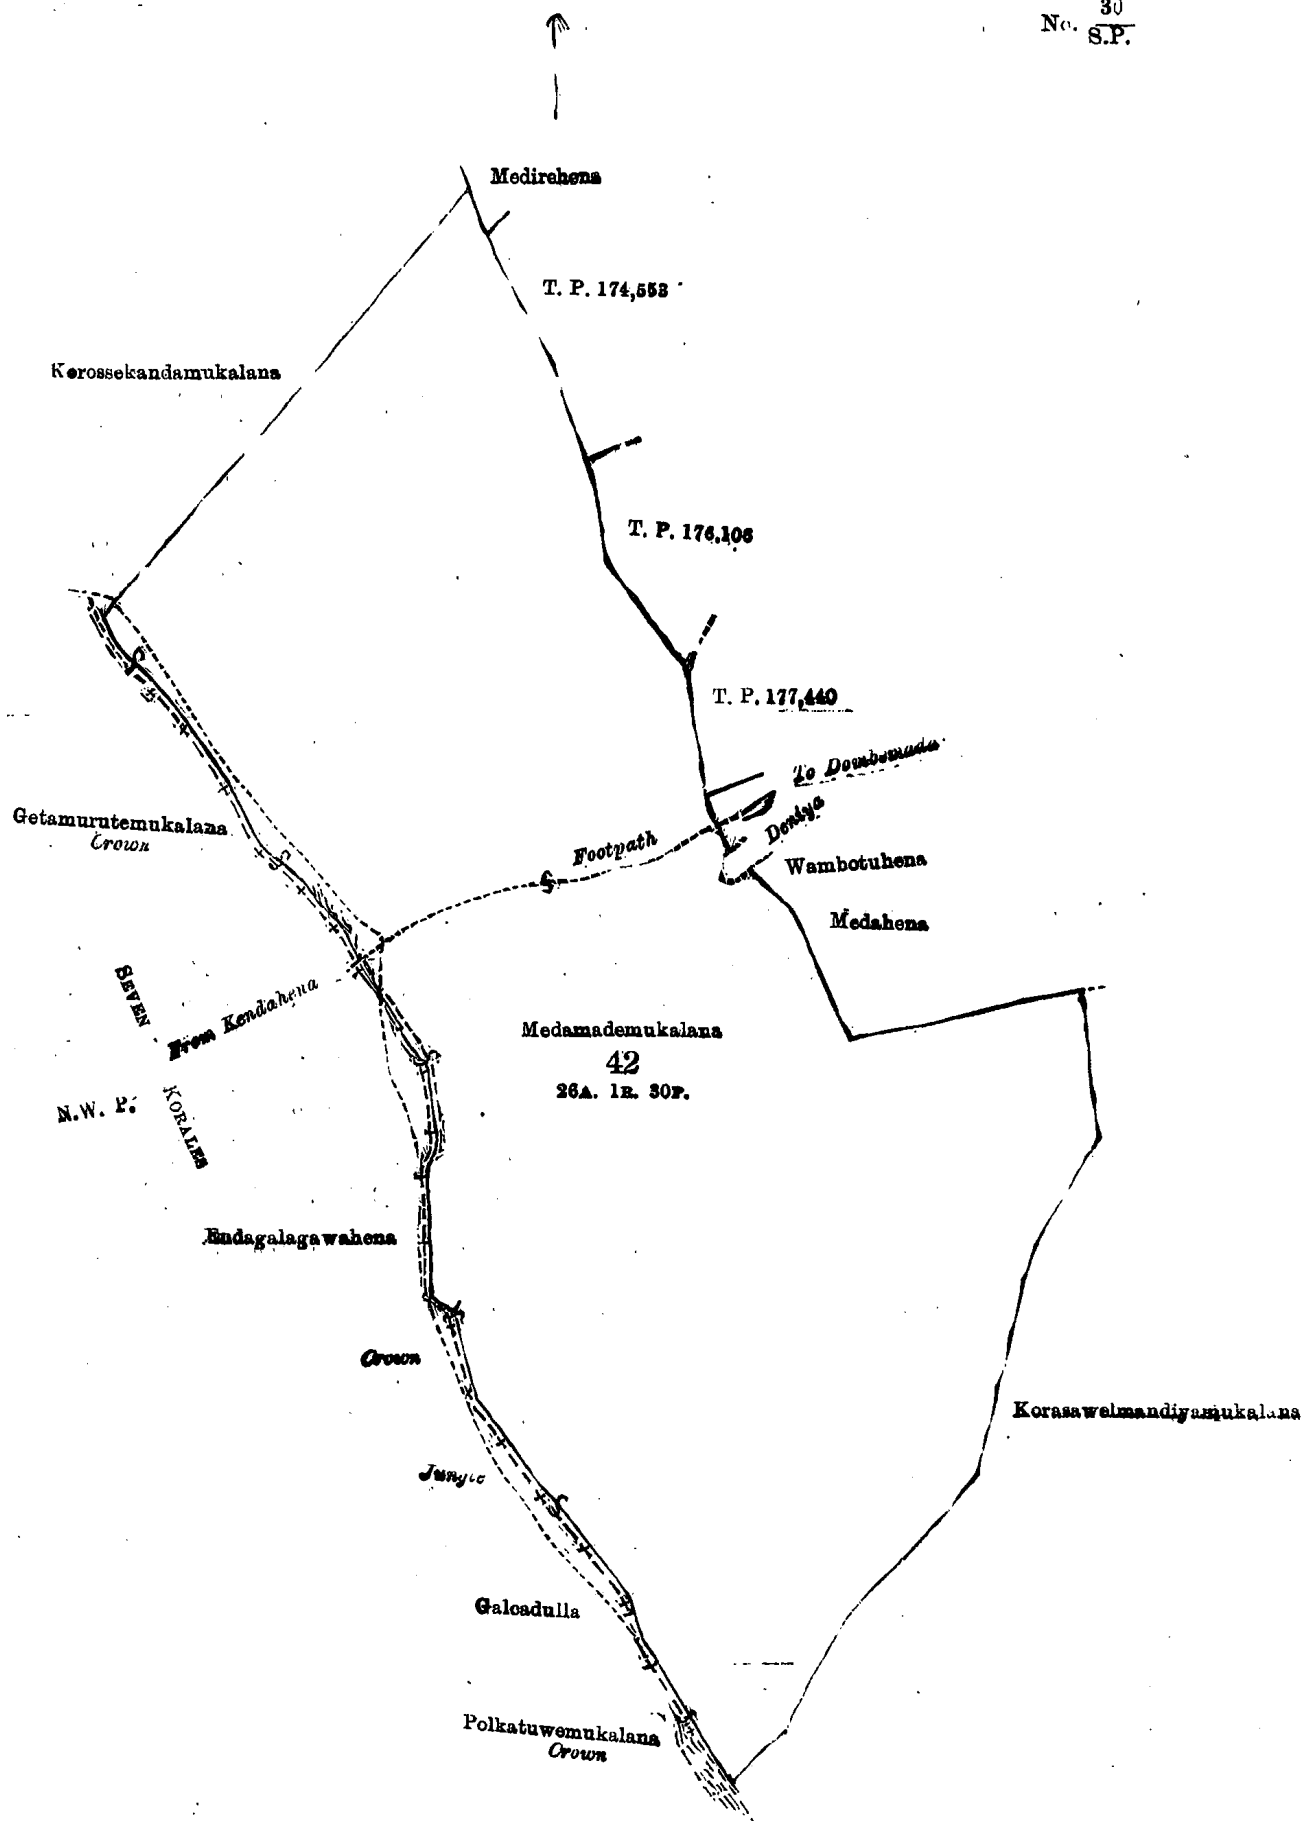 No. 30
S.P.
Medirehena
T. P. 174,553
Korossekandamukalana
T. P. 176,106
T. P. 177,440
To Dombemada
Deniya
Getamurutemukalana
Crown
Footpath
Wambotuhena
Medahena
SEVEN
From Kendahena
Medamademukalana
42
26A. 1R. 30P.
N.W. P.
KORALES
Endagalagawahena
Crown
Korasawelmandiyamukalana
Jungle
Galcadulla
Polkatuwemukalana
Crown